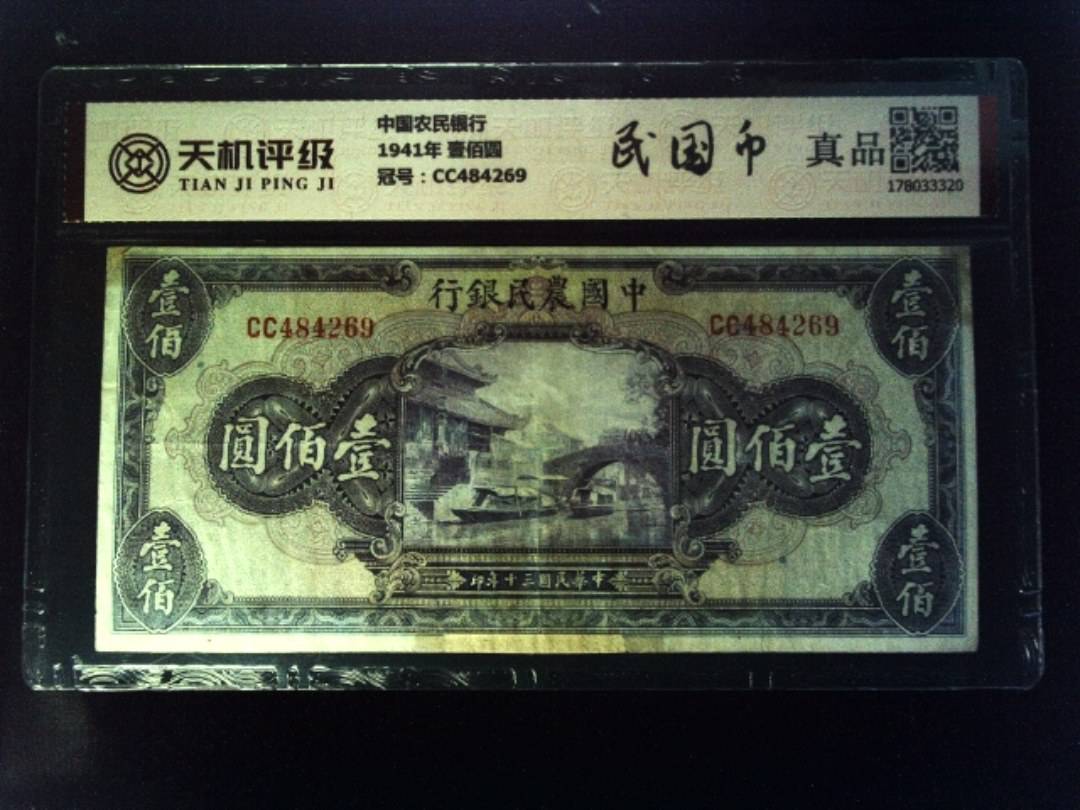 天机评级
TIAN JI PING JI
中国农民银行
1941年 壹佰圆
冠号：CC484269
民国币
真品
178033320
行銀民農國中
CC484269
CC484269
壹佰
壹佰
圓佰壹
圓佰壹
壹佰
壹佰
印年十三國民華中